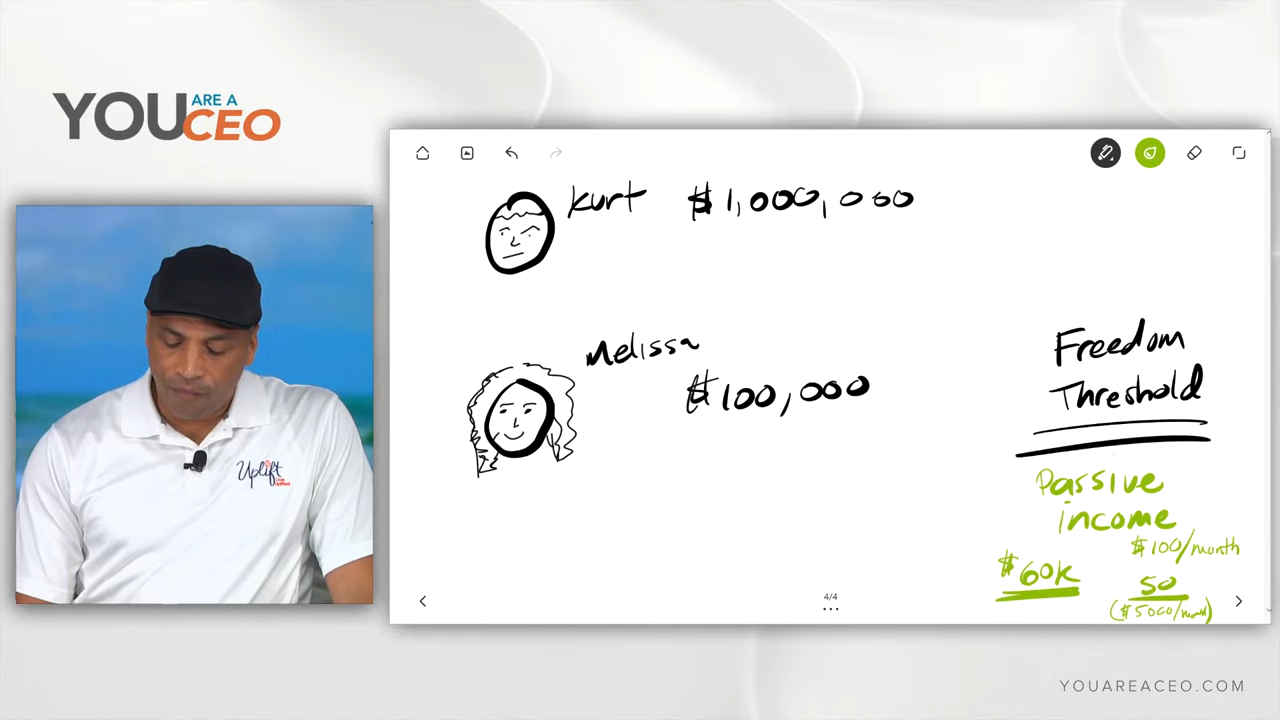 YOU ARE A CEO
Uplift
Kurt $1,000,000
Melissa
$100,000
Freedom
Threshold
Passive
income
$100/month
$60K
50
($5000/month)
4/4
YOUAREACEO.COM